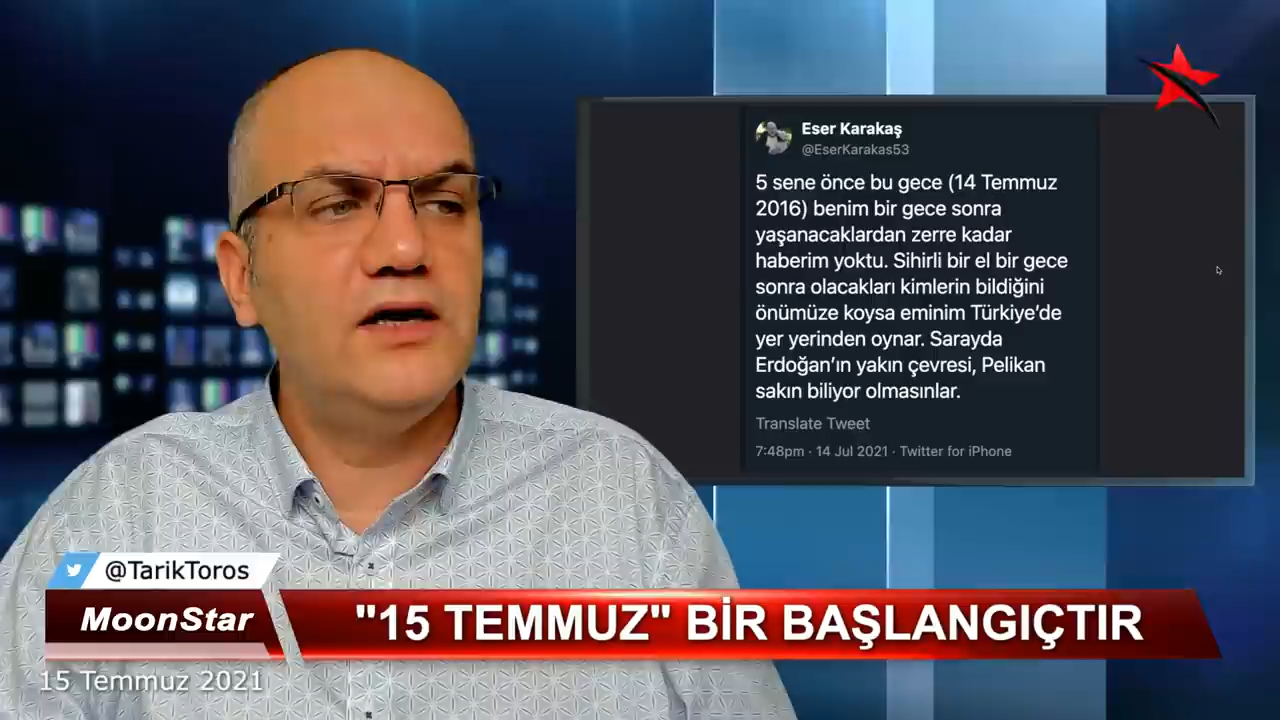 Eser Karakaş
@EserKarakas53
5 sene önce bu gece (14 Temmuz
2016) benim bir gece sonra
yaşanacaklardan zerre kadar
haberim yoktu. Sihirli bir el bir gece
sonra olacakları kimlerin bildiğini
önümüze koysa eminim Türkiye’de
yer yerinden oynar. Sarayda
Erdoğan’ın yakın çevresi, Pelikan
sakın biliyor olmasınlar.
Translate Tweet
7:48pm · 14 Jul 2021 · Twitter for iPhone
@TarikToros
MoonStar
"15 TEMMUZ" BİR BAŞLANGIÇTIR
15 Temmuz 2021